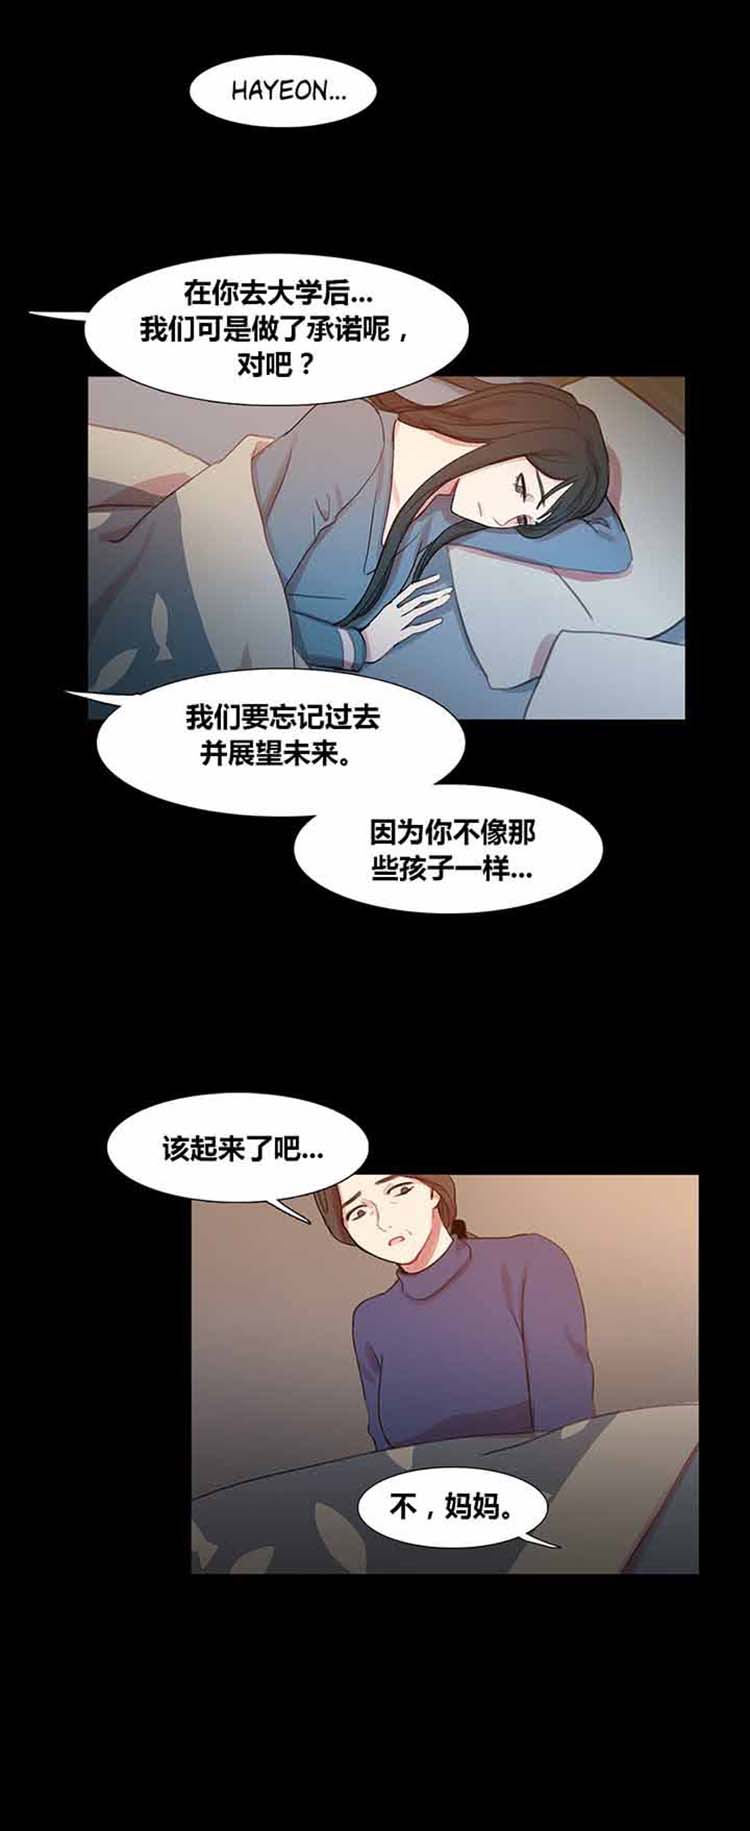 HAYEON...
在你去大学后...
我们可是做了承诺呢，
对吧？
我们要忘记过去
并展望未来。
因为你不像那
些孩子一样...
该起来了吧...
不，妈妈。